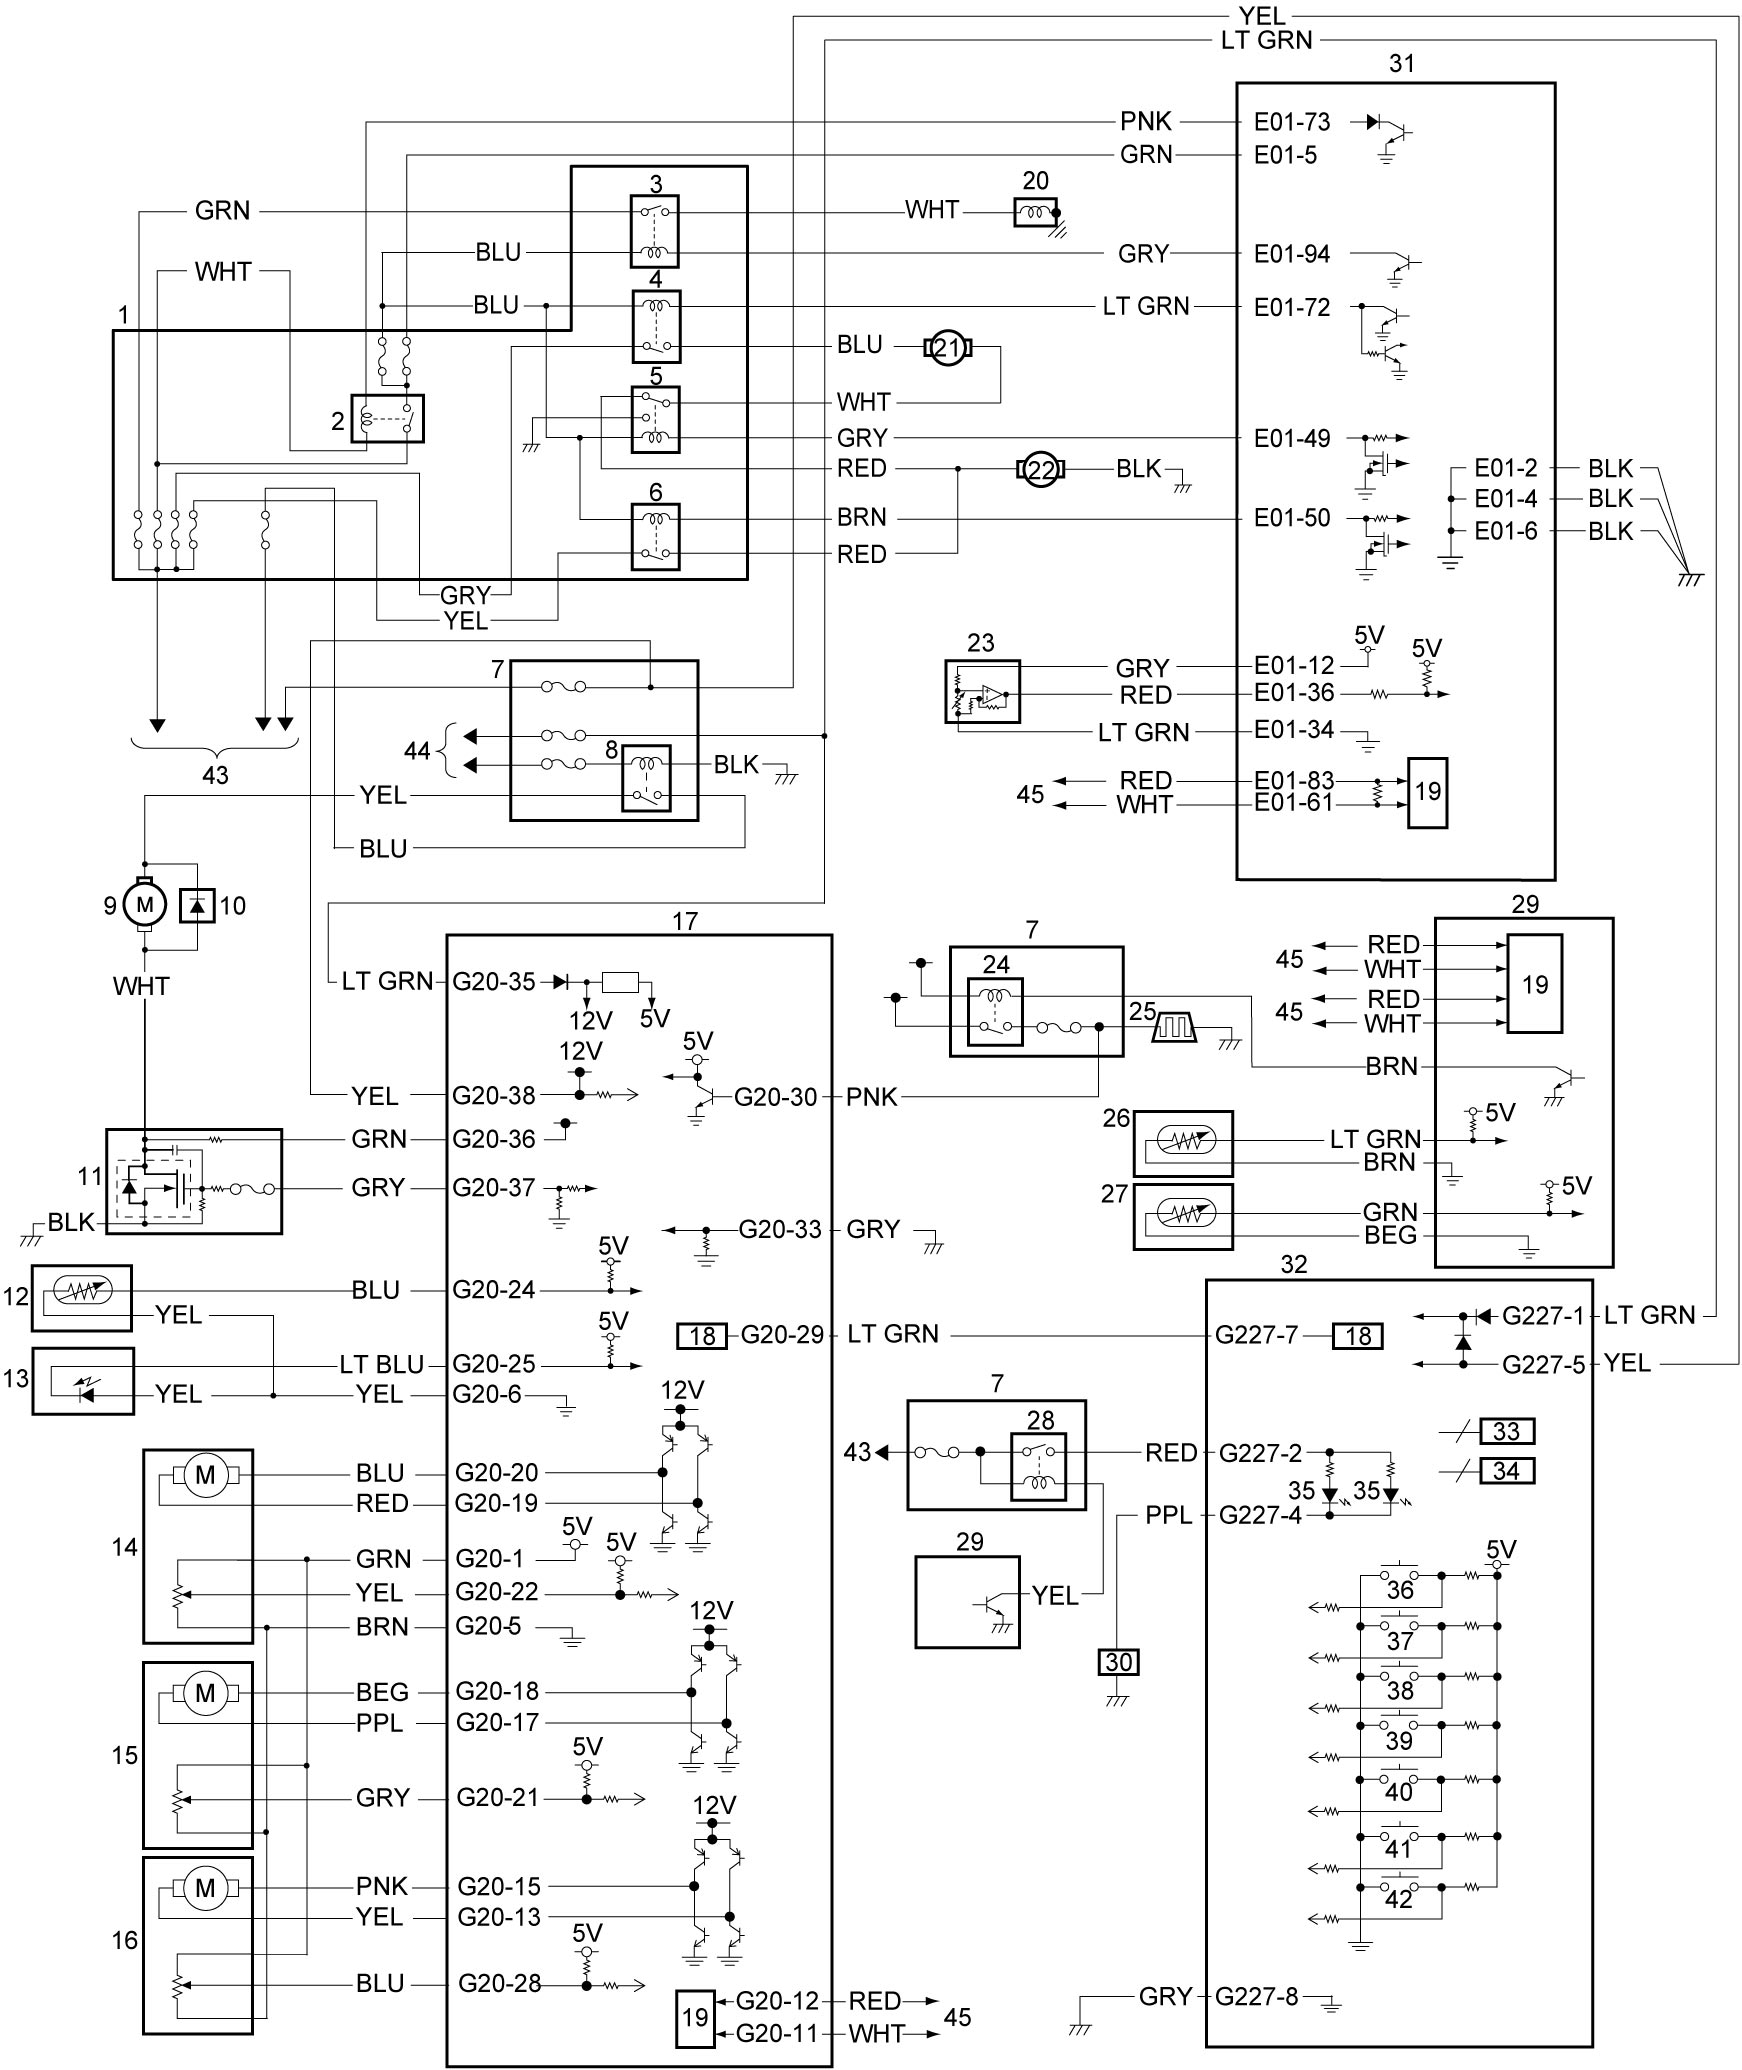 YEL
LT GRN
31
PNK E01-73
GRN E01-5
3
20
GRN WHT
BLU GRY E01-94
WHT
4
1
BLU LT GRN E01-72
BLU 21
5
2
WHT
GRY E01-49
RED 22 BLK E01-2 BLK
E01-4 BLK
6
BRN E01-50 E01-6 BLK
RED
GRY
YEL
5V
5V
23
7
GRY E01-12
RED E01-36
LT GRN E01-34
44
8
BLK
43
RED E01-83
45
WHT E01-61
19
YEL
BLU
9 M 10
WHT
17
LT GRN G20-35
12V 5V
7
24
25
29
45
RED
WHT
19
45
RED
WHT
12V
5V
YEL G20-38
G20-30 PNK
BRN
GRN G20-36
11
GRY G20-37
BLK
G20-33 GRY
26
5V
LT GRN
BRN
27
5V
GRN
BEG
12
5V
BLU G20-24
YEL
13
5V
LT BLU G20-25
YEL YEL G20-6
18 G20-29 LT GRN G227-7 18
32
G227-1 LT GRN
G227-5 YEL
7
28
43
RED G227-2
33
34
35 35
PPL G227-4
12V
M
BLU G20-20
RED G20-19
14
5V
5V
GRN G20-1
YEL G20-22
BRN G20-5
29
YEL
30
5V
36
37
38
39
40
41
42
12V
M
BEG G20-18
PPL G20-17
15
5V
GRY G20-21
12V
M
PNK G20-15
YEL G20-13
16
5V
BLU G20-28
19
G20-12 RED
G20-11 WHT
45
GRY G227-8